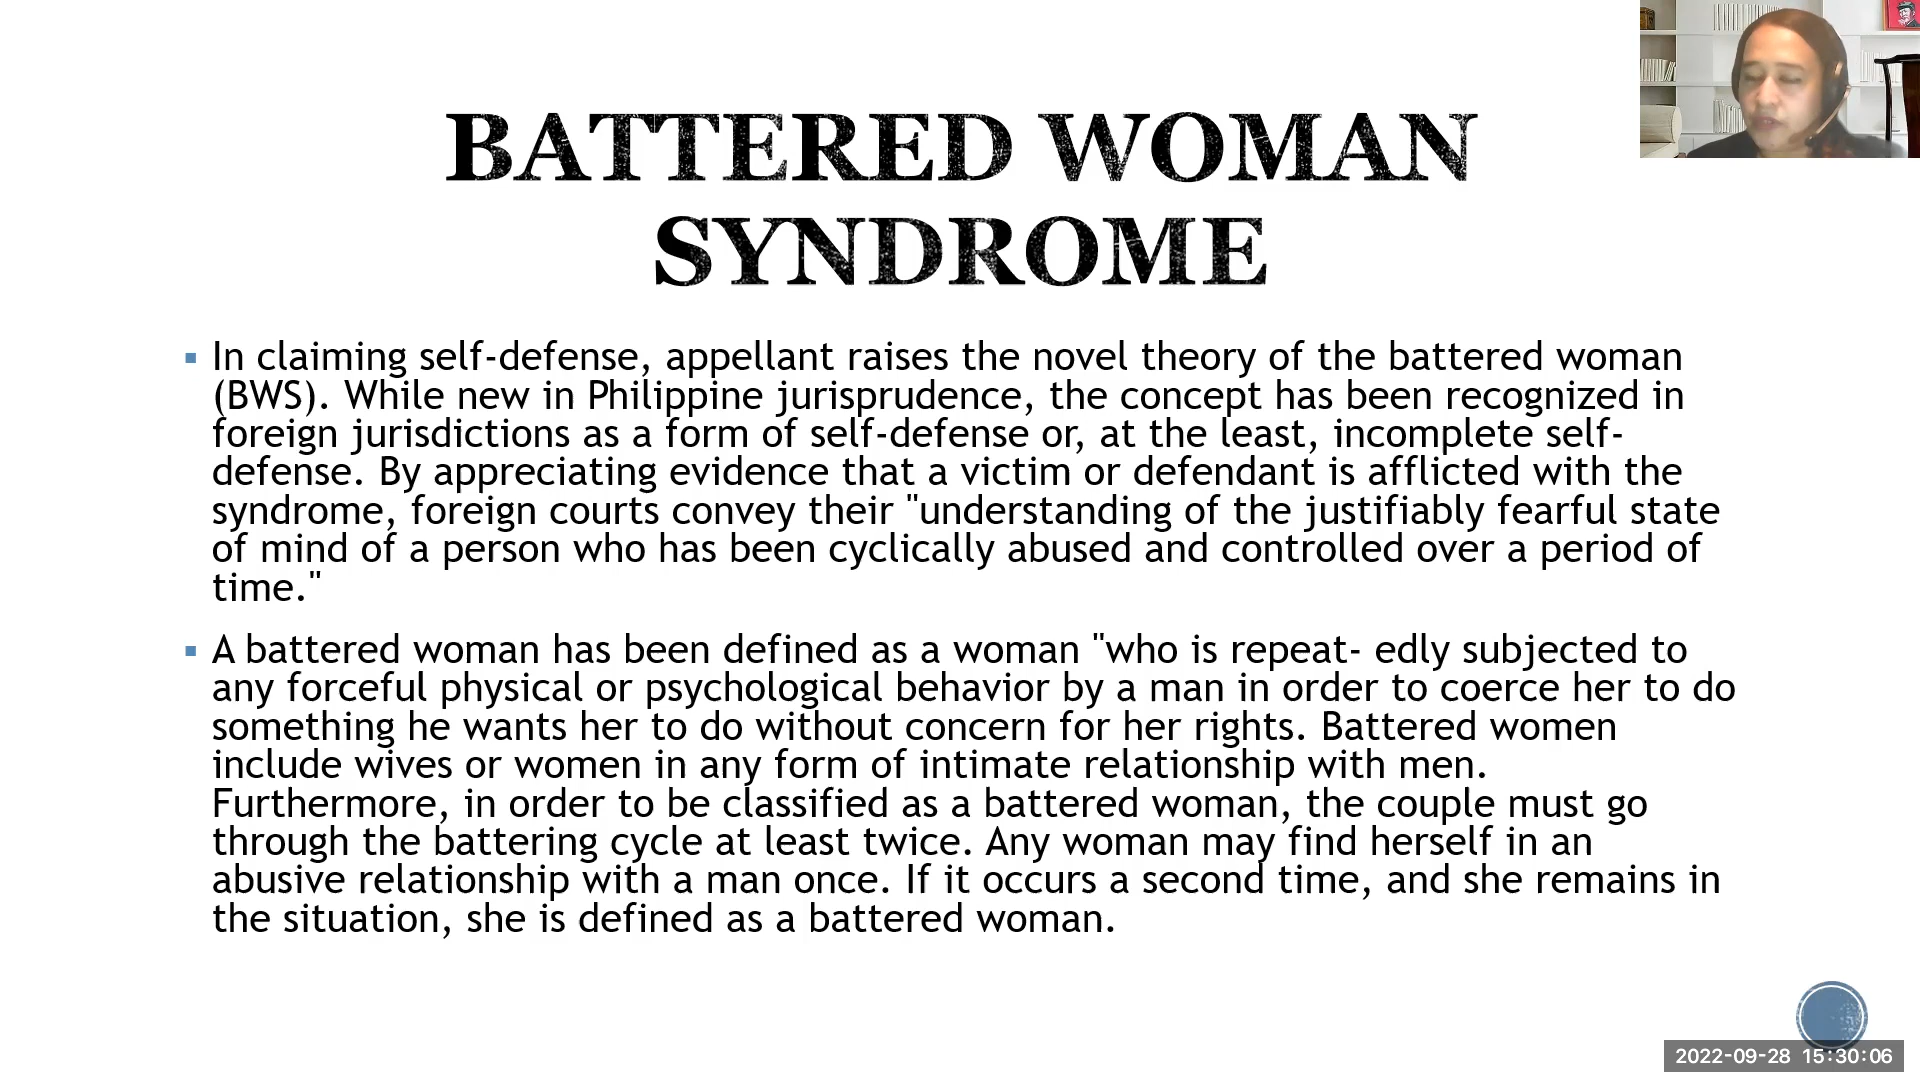 BATTERED WOMAN
SYNDROME
In claiming self-defense, appellant raises the novel theory of the battered woman
(BWS). While new in Philippine jurisprudence, the concept has been recognized in
foreign jurisdictions as a form of self-defense or, at the least, incomplete self-
defense. By appreciating evidence that a victim or defendant is afflicted with the
syndrome, foreign courts convey their "understanding of the justifiably fearful state
of mind of a person who has been cyclically abused and controlled over a period of
time."
A battered woman has been defined as a woman "who is repeat- edly subjected to
any forceful physical or psychological behavior by a man in order to coerce her to do
something he wants her to do without concern for her rights. Battered women
include wives or women in any form of intimate relationship with men.
Furthermore, in order to be classified as a battered woman, the couple must go
through the battering cycle at least twice. Any woman may find herself in an
abusive relationship with a man once. If it occurs a second time, and she remains in
the situation, she is defined as a battered woman.
2022-09-28 15:30:06